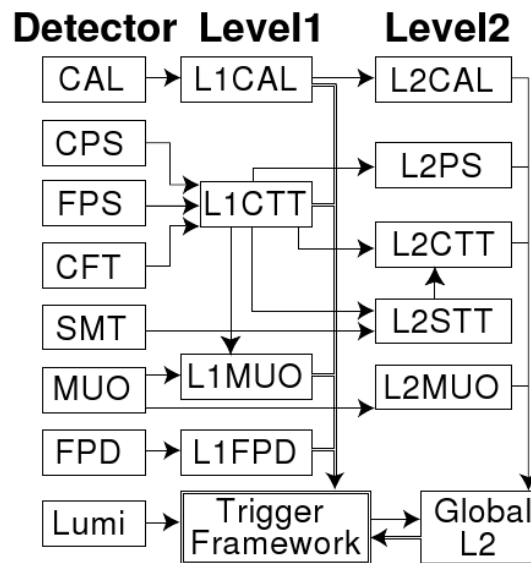 Detector Level1 Level2
CAL L1CAL L2CAL
CPS
L2PS
FPS L1CTT
CFT L2CTT
SMT L2STT
MUO L1MUO L2MUO
FPD L1FPD
Lumi Trigger Framework Global L2